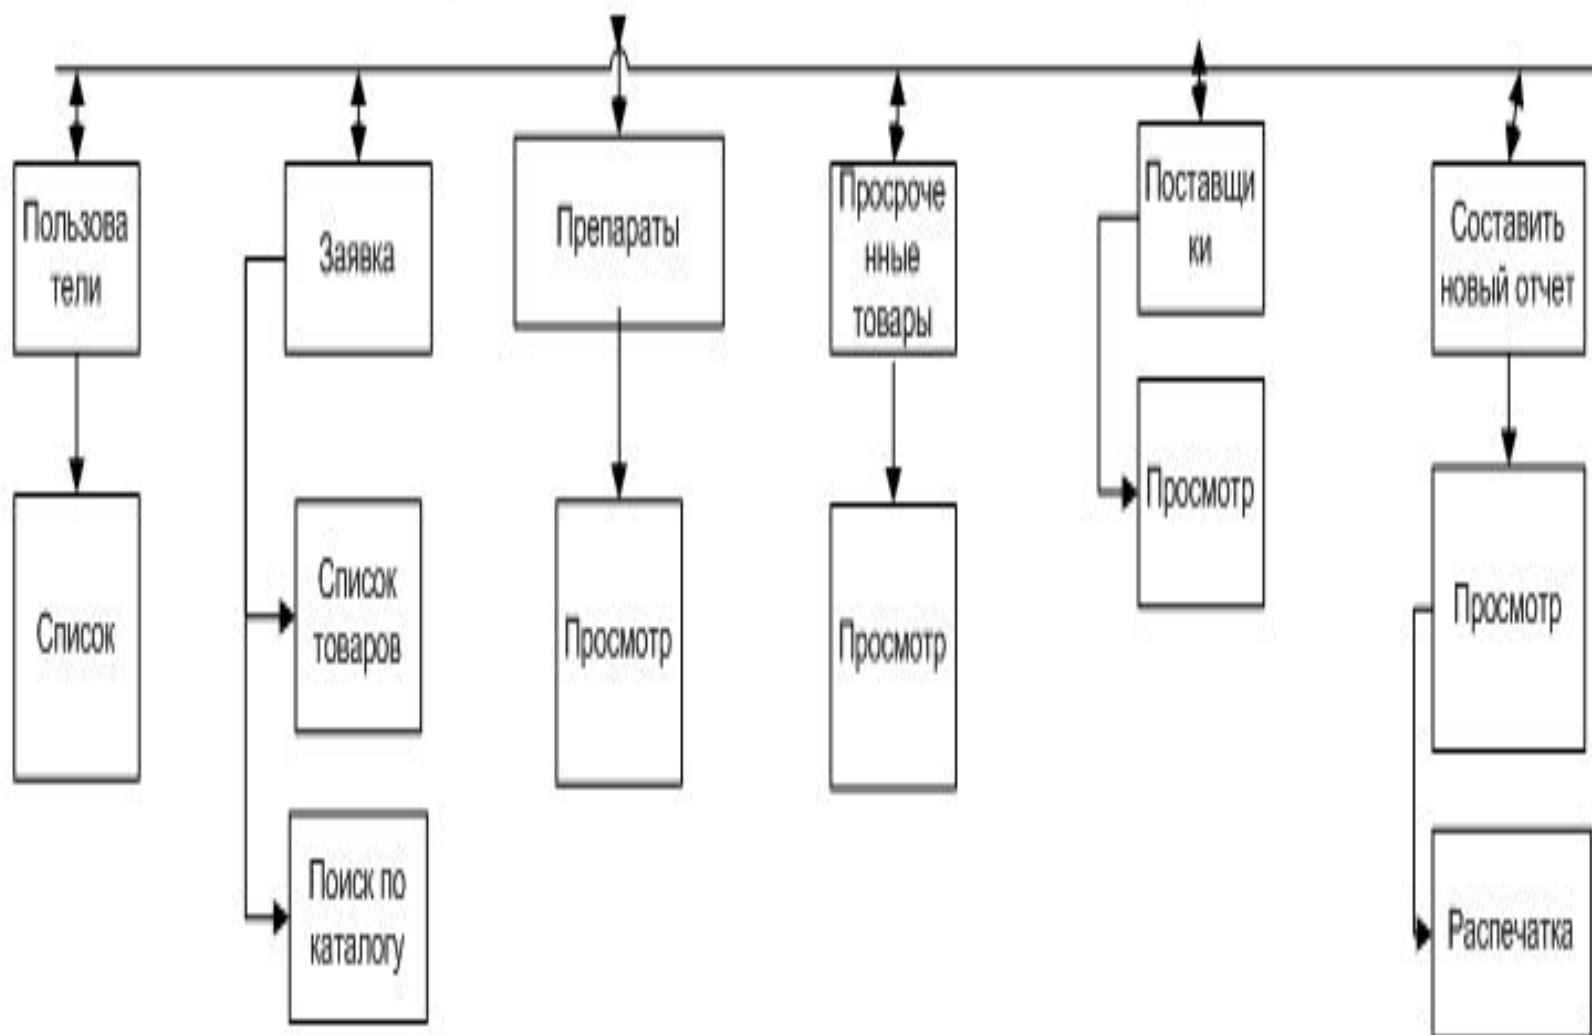 Пользова
тели
Заявка
Препараты
Просроче
нные
товары
Поставщи
ки
Составить
новый отчет
Список
Список
товаров
Просмотр
Просмотр
Просмотр
Просмотр
Поиск по
каталогу
Распечатка